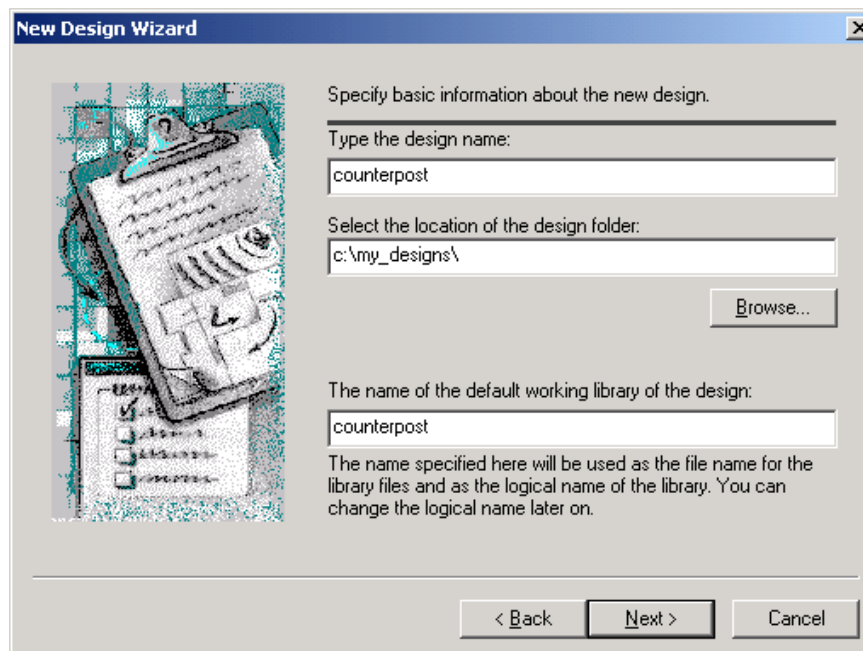 New Design Wizard
Specify basic information about the new design.
Type the design name:
counterpost
Select the location of the design folder:
c:\my_designs\
Browse...
The name of the default working library of the design:
counterpost
The name specified here will be used as the file name for the
library files and as the logical name of the library. You can
change the logical name later on.
< Back
Next >
Cancel